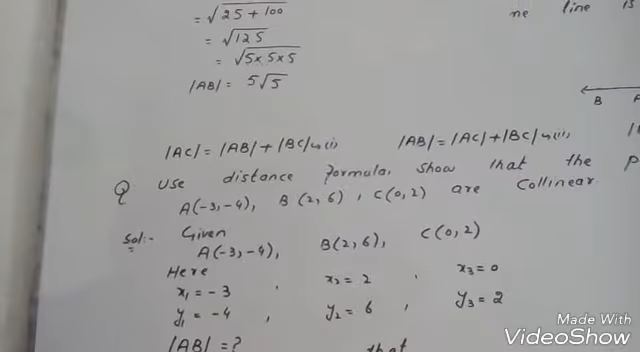 = √25 + 100
ne line is
= √125
= √5×5×5
|AB| = 5√5
B
|AC| = |AB| + |BC| (i) |AB| = |AC| + |BC| (i)
Q use distance formula, show that the p
A(-3,-4), B(2,6), C(0,2) are Collinear.
Sol:- Given
A(-3,-4), B(2,6), C(0,2)
Here
x₁ = -3 , x₂ = 2 , x₃ = 0
y₁ = -4 , y₂ = 6 , y₃ = 2
|AB| = ? that
Made With
VideoShow